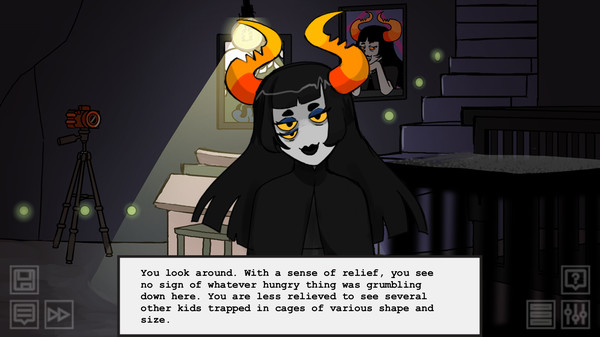 You look around. With a sense of relief, you see
no sign of whatever hungry thing was grumbling
down here. You are less relieved to see several
other kids trapped in cages of various shape and
size.